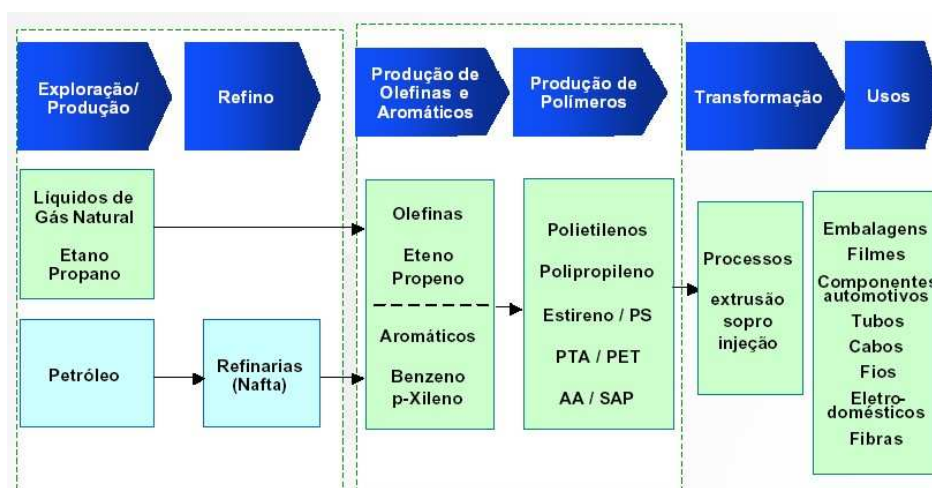 Exploração/
Produção
Refino
Produção de
Olefinas e
Aromáticos
Produção de
Polímeros
Transformação
Usos
Líquidos de
Gás Natural
Etano
Propano
Petróleo
Refinarias
(Nafta)
Olefinas
Eteno
Propeno
Aromáticos
Benzeno
p-Xileno
Polietilenos
Polipropileno
Estireno / PS
PTA / PET
AA / SAP
Processos
extrusão
sopro
injeção
Embalagens
Filmes
Componentes
automotivos
Tubos
Cabos
Fios
Eletro-
domésticos
Fibras